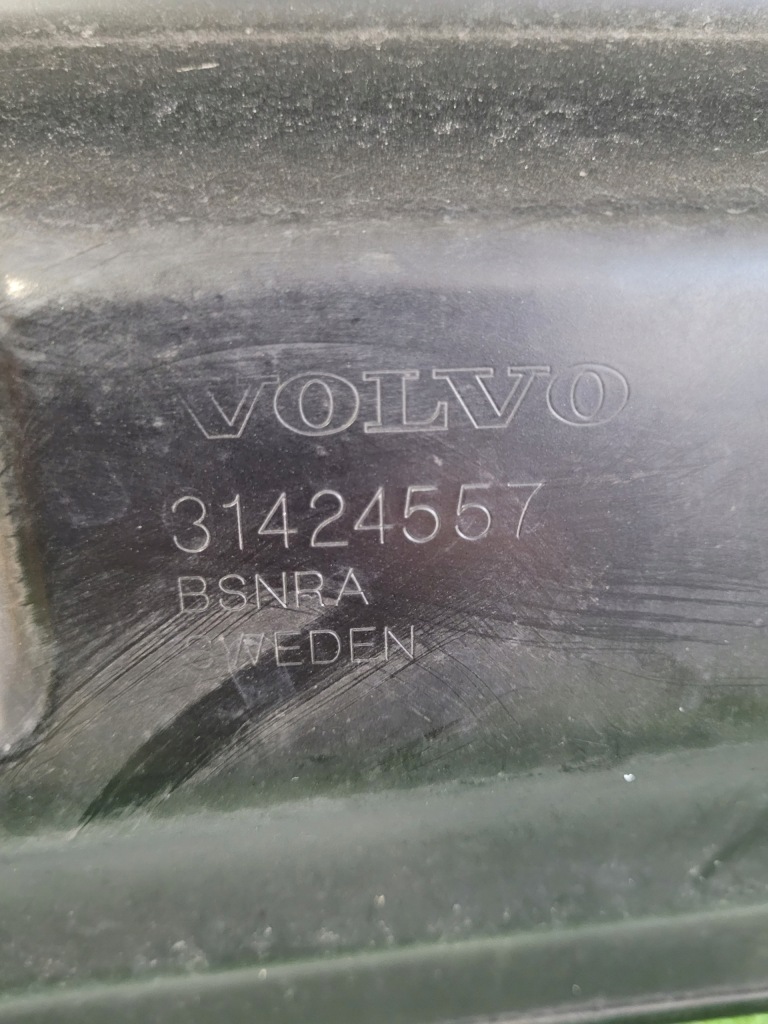 VOLVO
31424557
BSNRA
SWEDEN